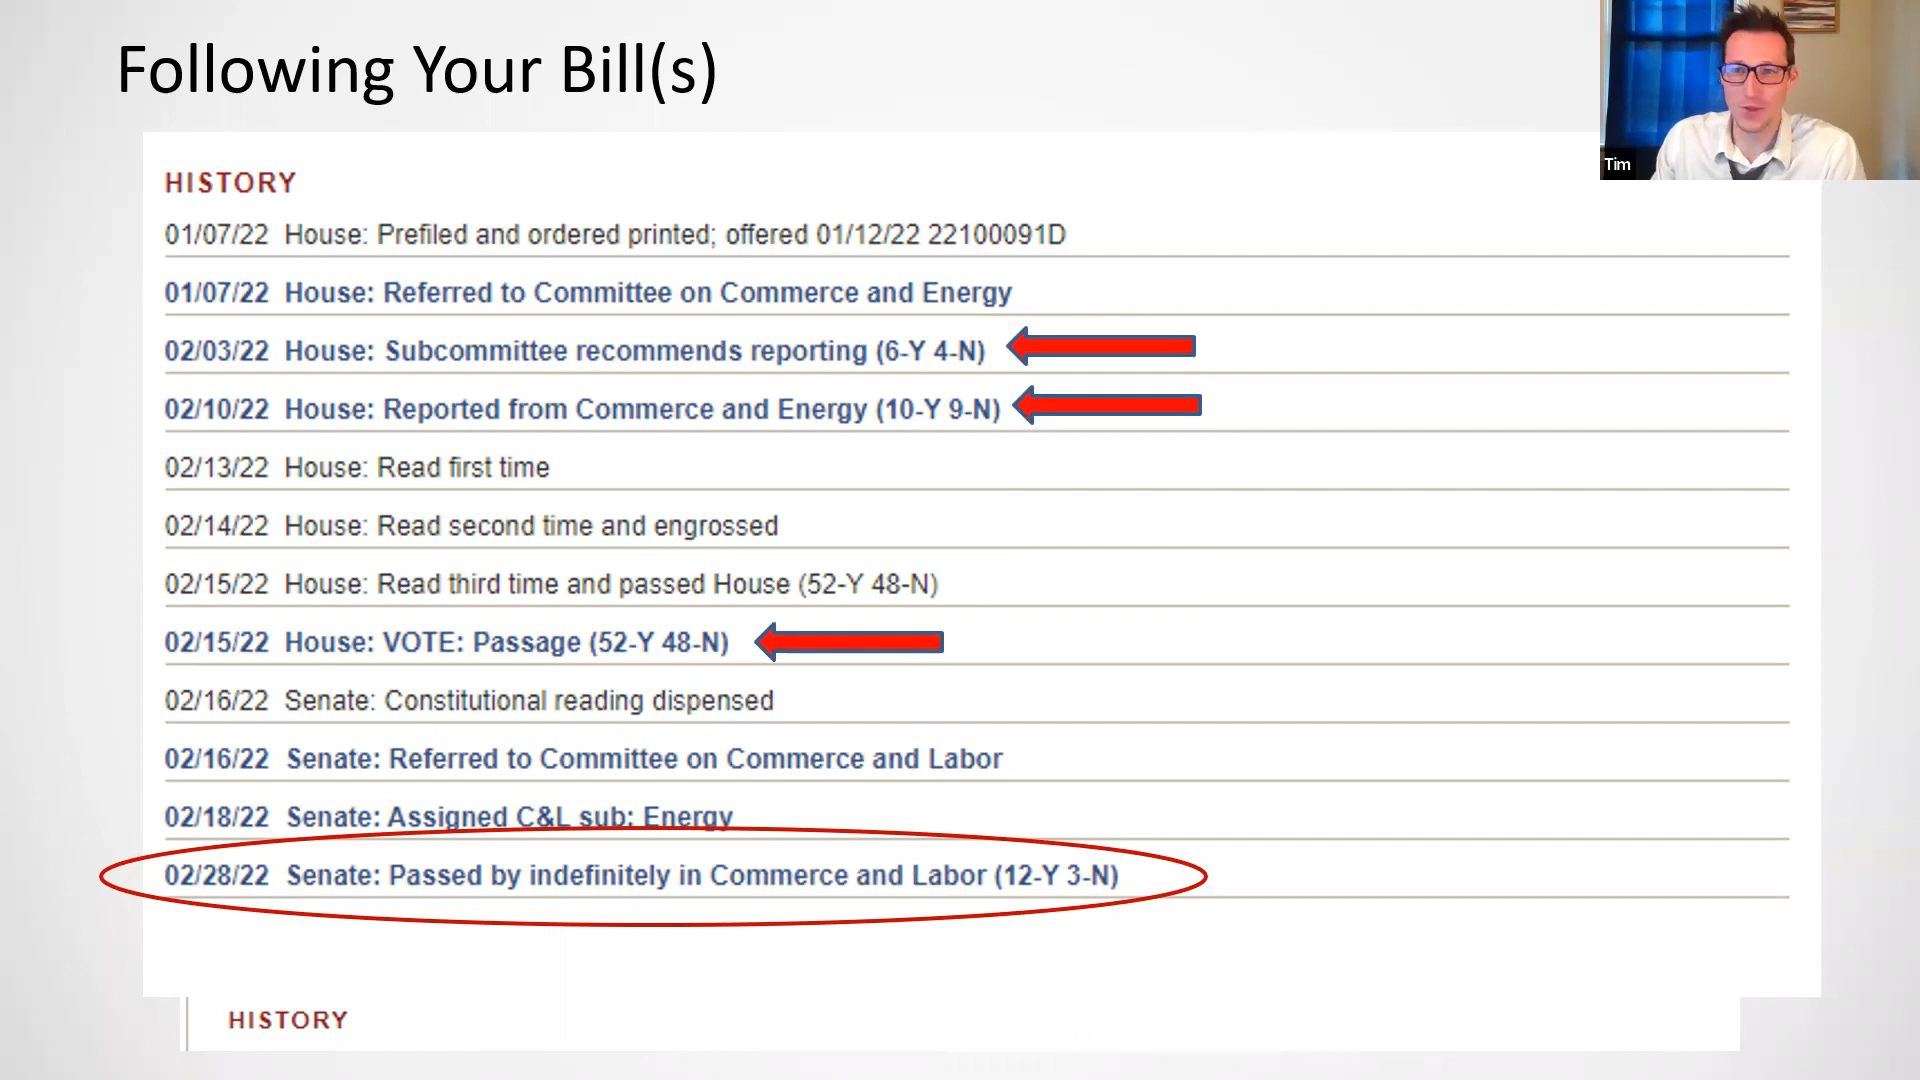 Following Your Bill(s)
Tim
HISTORY
01/07/22 House: Prefiled and ordered printed; offered 01/12/22 22100091D
01/07/22 House: Referred to Committee on Commerce and Energy
02/03/22 House: Subcommittee recommends reporting (6-Y 4-N)
02/10/22 House: Reported from Commerce and Energy (10-Y 9-N)
02/13/22 House: Read first time
02/14/22 House: Read second time and engrossed
02/15/22 House: Read third time and passed House (52-Y 48-N)
02/15/22 House: VOTE: Passage (52-Y 48-N)
02/16/22 Senate: Constitutional reading dispensed
02/16/22 Senate: Referred to Committee on Commerce and Labor
02/18/22 Senate: Assigned C&L sub: Energy
02/28/22 Senate: Passed by indefinitely in Commerce and Labor (12-Y 3-N)
HISTORY